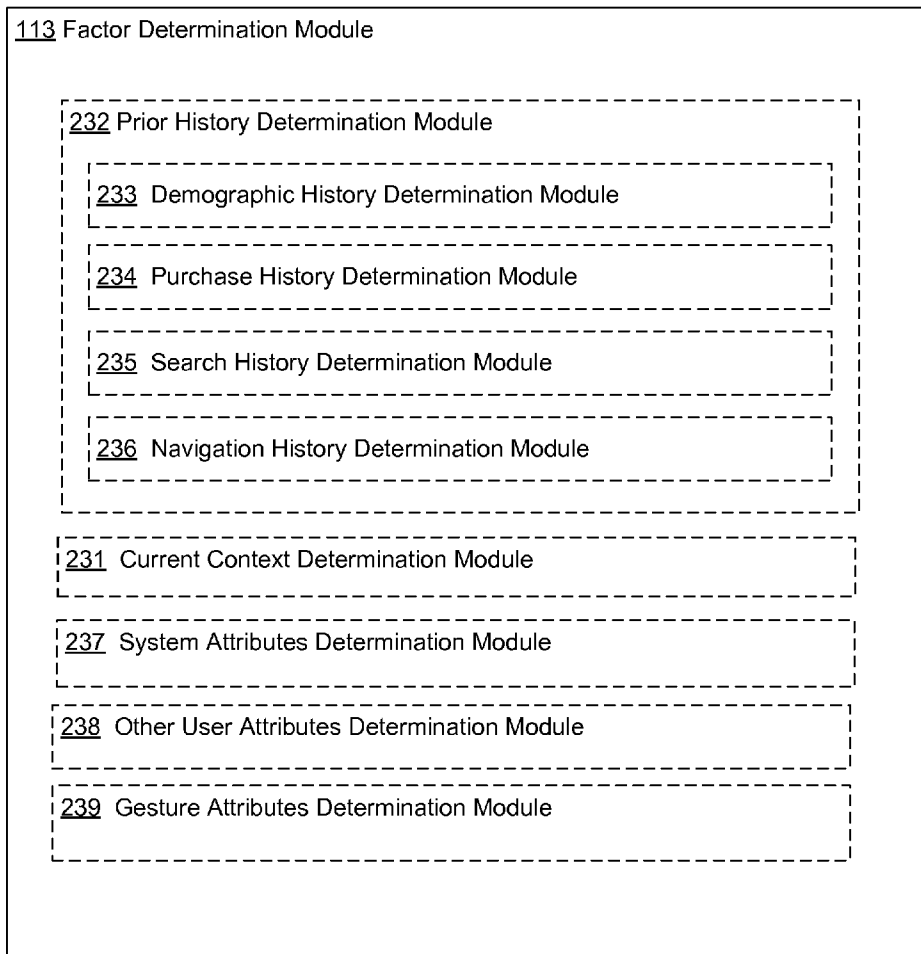 113 Factor Determination Module
232 Prior History Determination Module
233 Demographic History Determination Module
234 Purchase History Determination Module
235 Search History Determination Module
236 Navigation History Determination Module
231 Current Context Determination Module
237 System Attributes Determination Module
238 Other User Attributes Determination Module
239 Gesture Attributes Determination Module